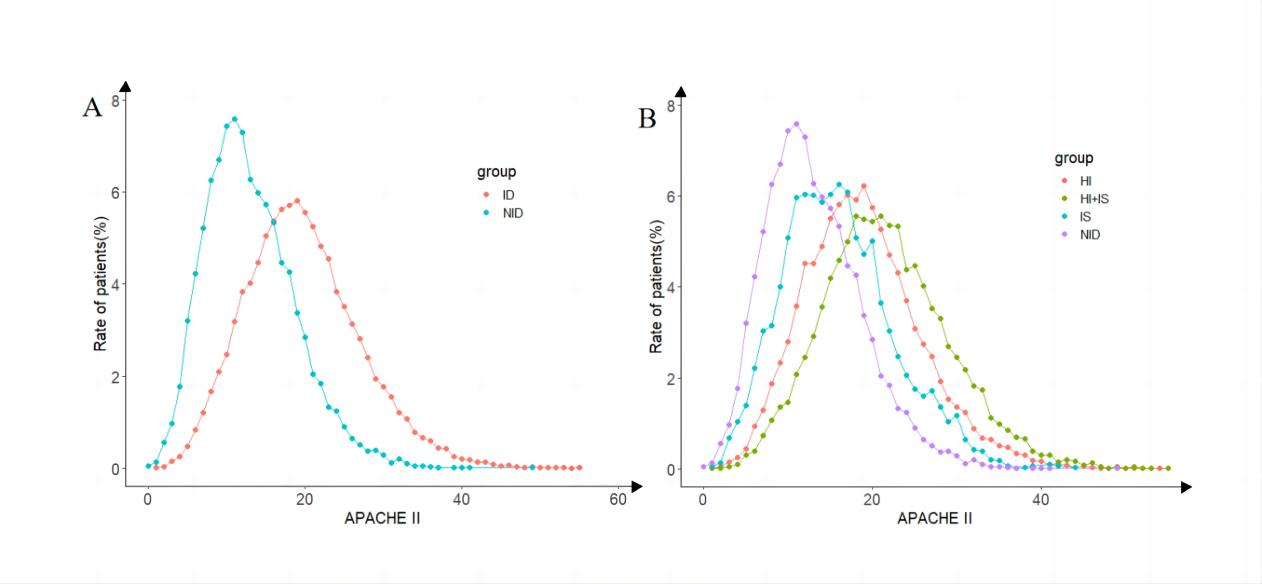 A
8
6
4
2
0
Rate of patients(%)
0
20
40
60
APACHE II
group
ID
NID
B
8
6
4
2
0
Rate of patients(%)
0
20
40
APACHE II
group
HI
HI+IS
IS
NID